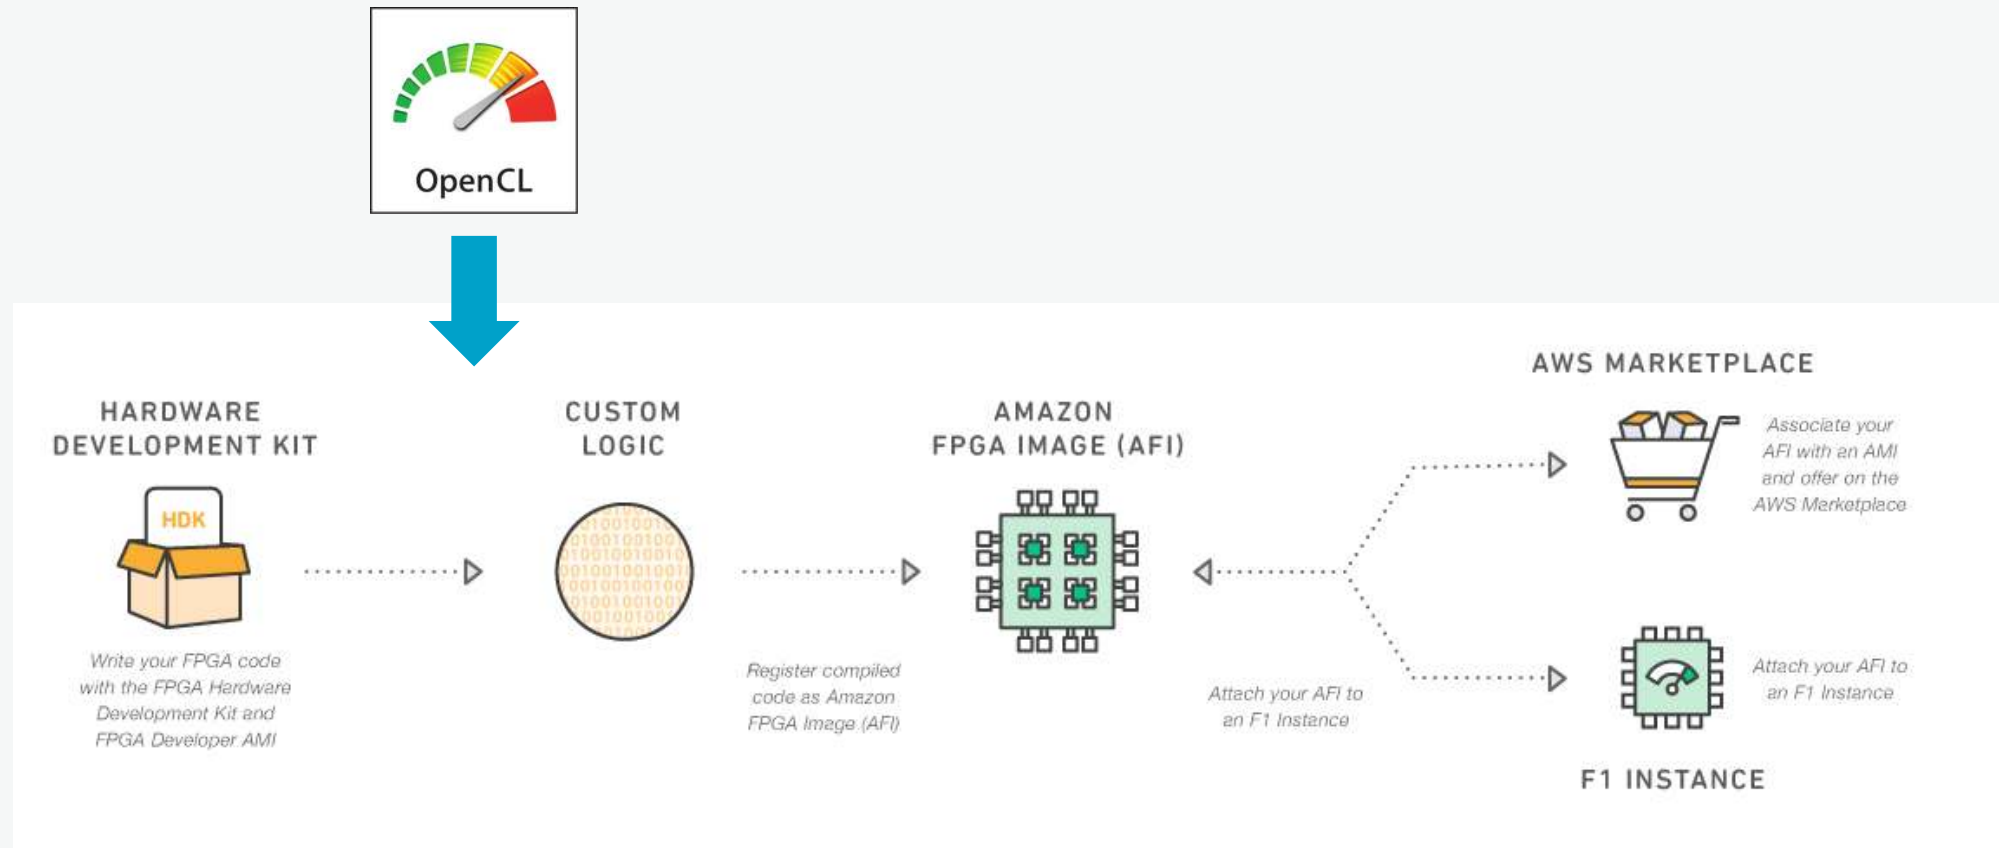 OpenCL
HARDWARE
DEVELOPMENT KIT
HDK
Write your FPGA code
with the FPGA Hardware
Development Kit and
FPGA Developer AMI
CUSTOM
LOGIC
Register compiled
code as Amazon
FPGA Image (AFI)
AMAZON
FPGA IMAGE (AFI)
Attach your AFI to
an F1 Instance
AWS MARKETPLACE
Associate your
AFI with an AMI
and offer on the
AWS Marketplace
Attach your AFI to
an F1 Instance
F1 INSTANCE